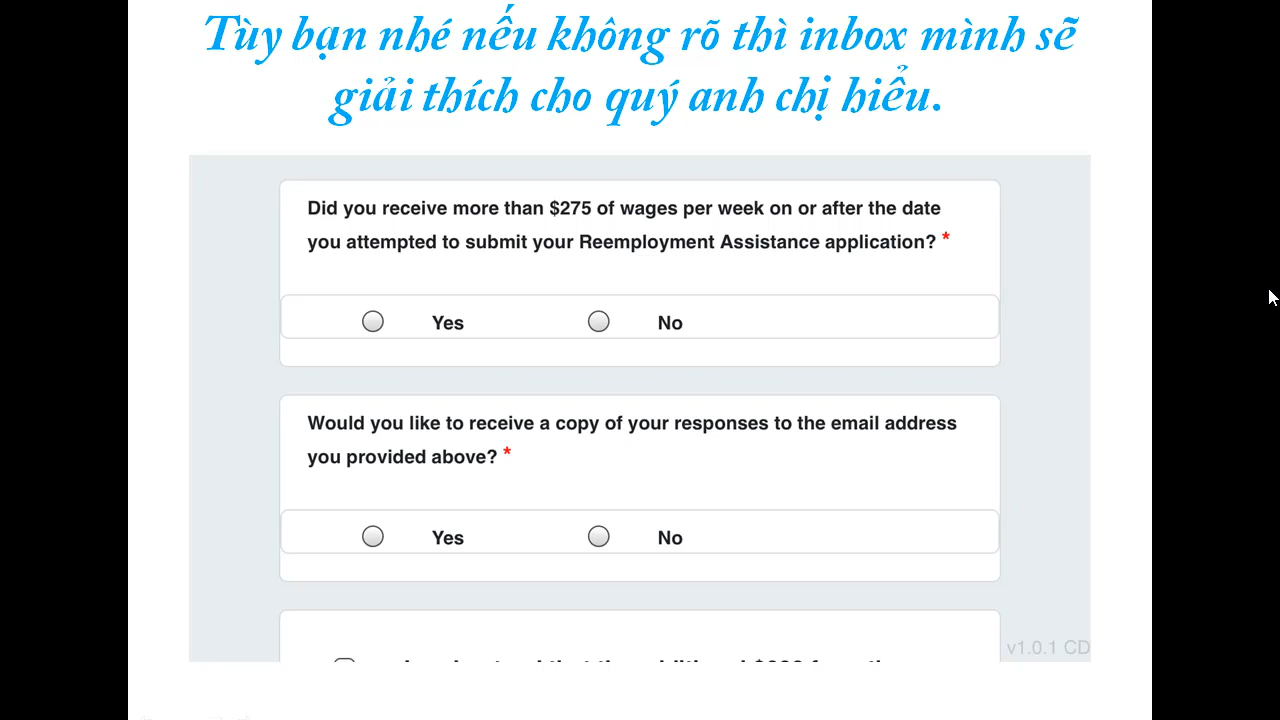 Tùy bạn nhé nếu không rõ thì inbox mình sẽ
giải thích cho quý anh chị hiểu.
Did you receive more than $275 of wages per week on or after the date
you attempted to submit your Reemployment Assistance application? *
Yes No
Would you like to receive a copy of your responses to the email address
you provided above? *
Yes No
v1.0.1 CD